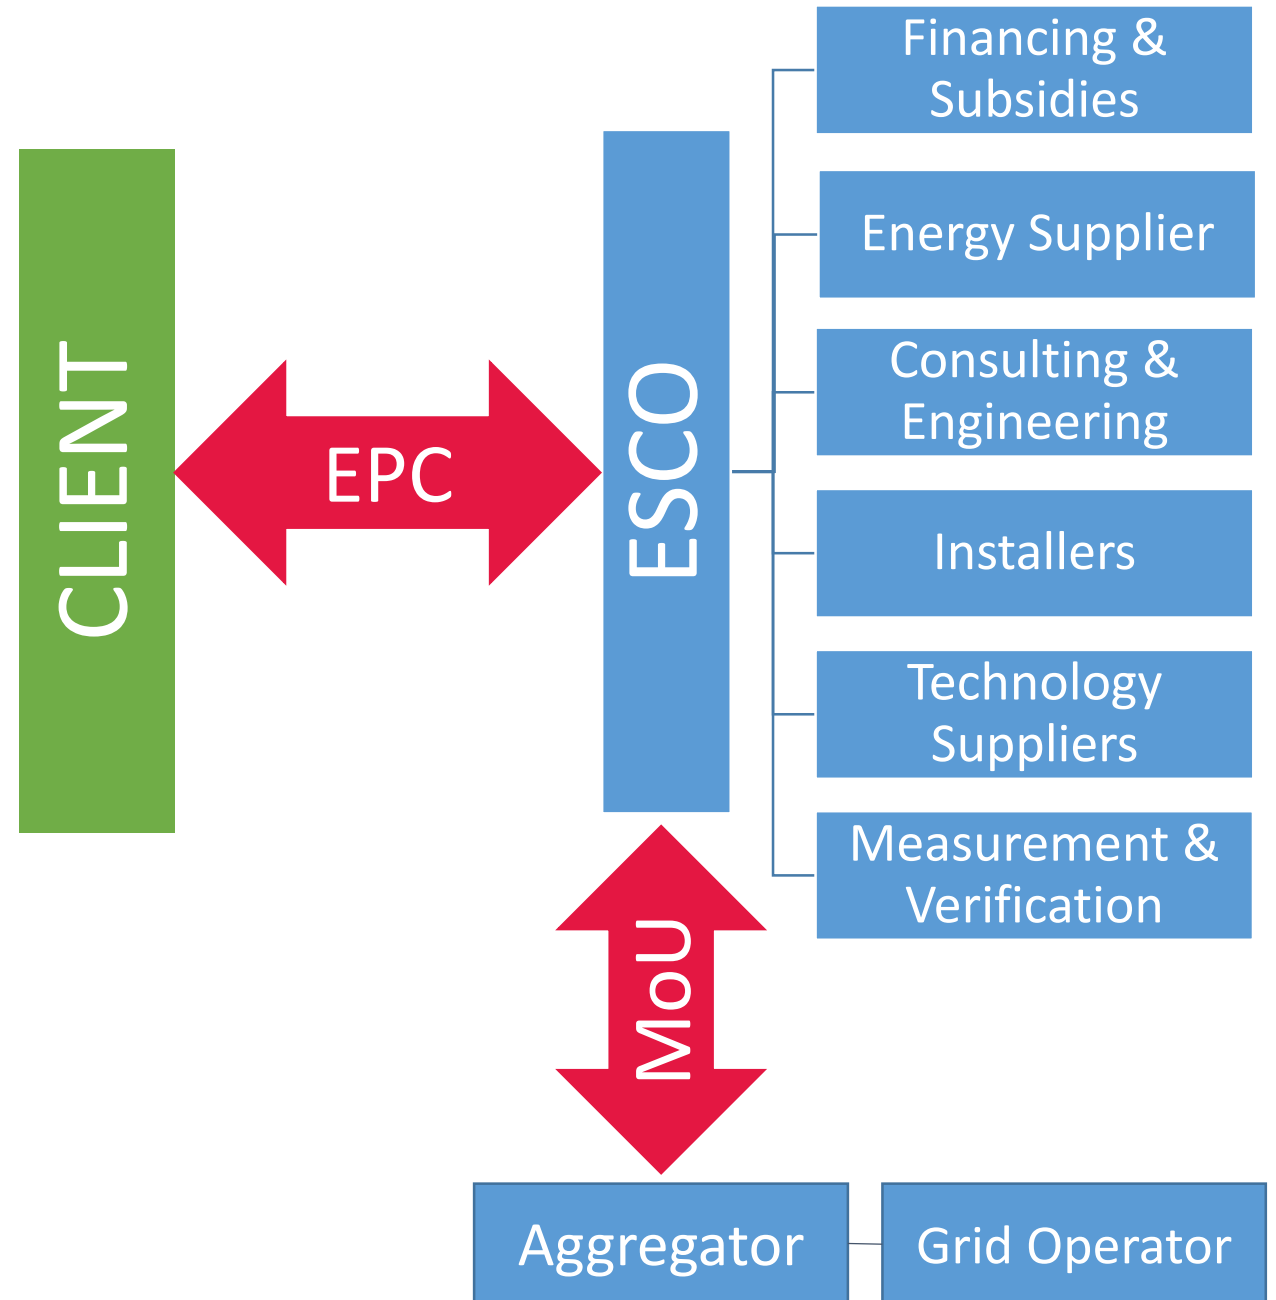 CLIENT
EPC
ESCO
Financing &
Subsidies
Energy Supplier
Consulting &
Engineering
Installers
Technology
Suppliers
Measurement &
Verification
MoU
Aggregator
Grid Operator